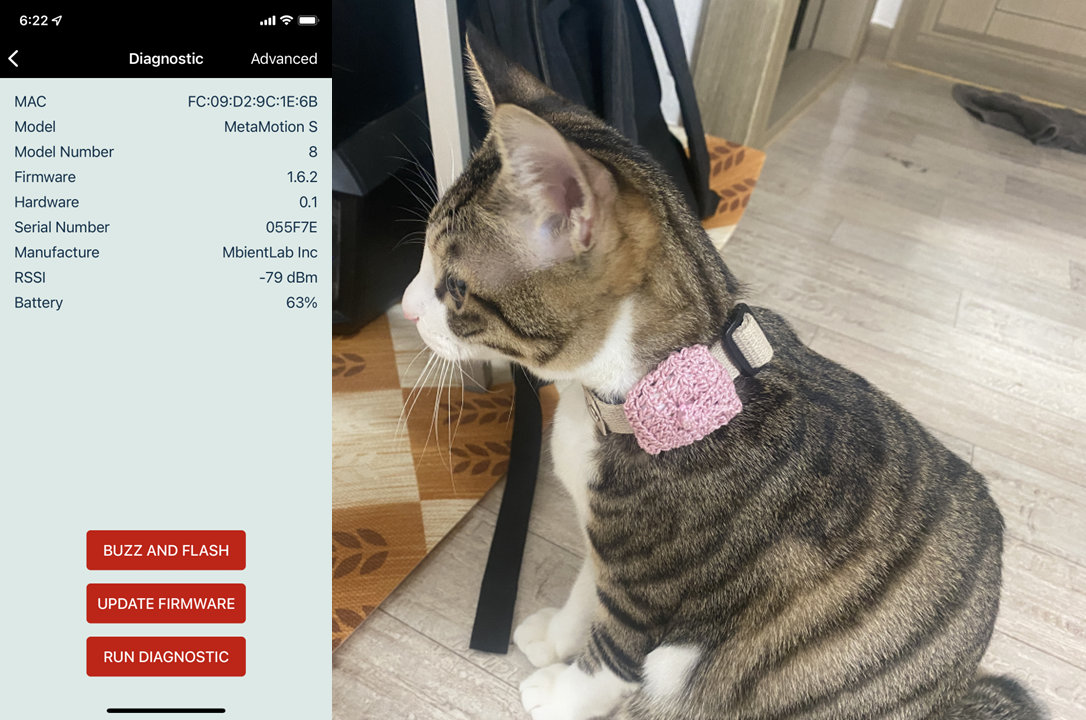 6:22
Diagnostic Advanced
MAC FC:09:D2:9C:1E:6B
Model MetaMotion S
Model Number 8
Firmware 1.6.2
Hardware 0.1
Serial Number 055F7E
Manufacture MbientLab Inc
RSSI -79 dBm
Battery 63%
BUZZ AND FLASH
UPDATE FIRMWARE
RUN DIAGNOSTIC